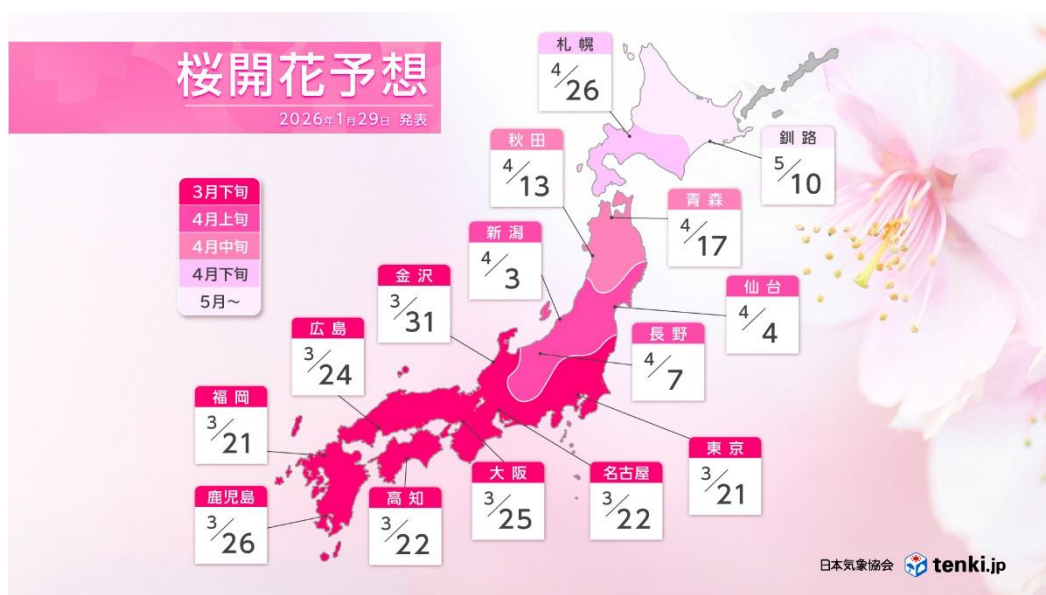 桜開花予想
2026年1月29日 発表
3月下旬
4月上旬
4月中旬
4月下旬
5月～
札幌
4/26
釧路
5/10
秋田
4/13
青森
4/17
新潟
4/3
仙台
4/4
金沢
3/31
長野
4/7
広島
3/24
福岡
3/21
東京
3/21
鹿児島
3/26
高知
3/22
大阪
3/25
名古屋
3/22
日本気象協会 tenki.jp